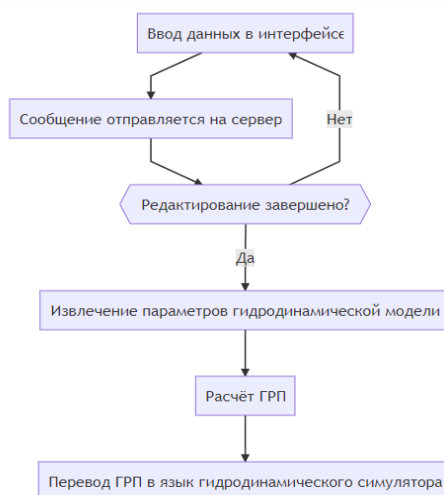 Ввод данных в интерфейсе
Сообщение отправляется на сервер
Нет
Редактирование завершено?
Да
Извлечение параметров гидродинамической модели
Расчёт ГРП
Перевод ГРП в язык гидродинамического симулятора